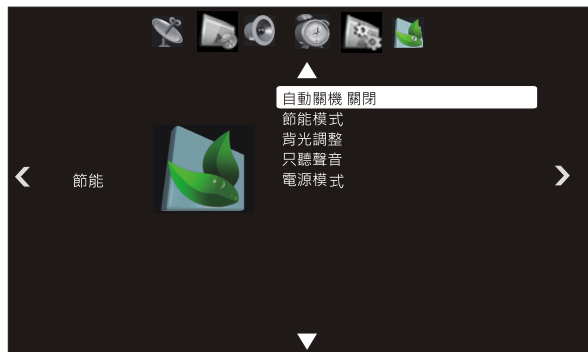 自動關機 關閉
節能模式
背光調整
只聽聲音
電源模式
節能